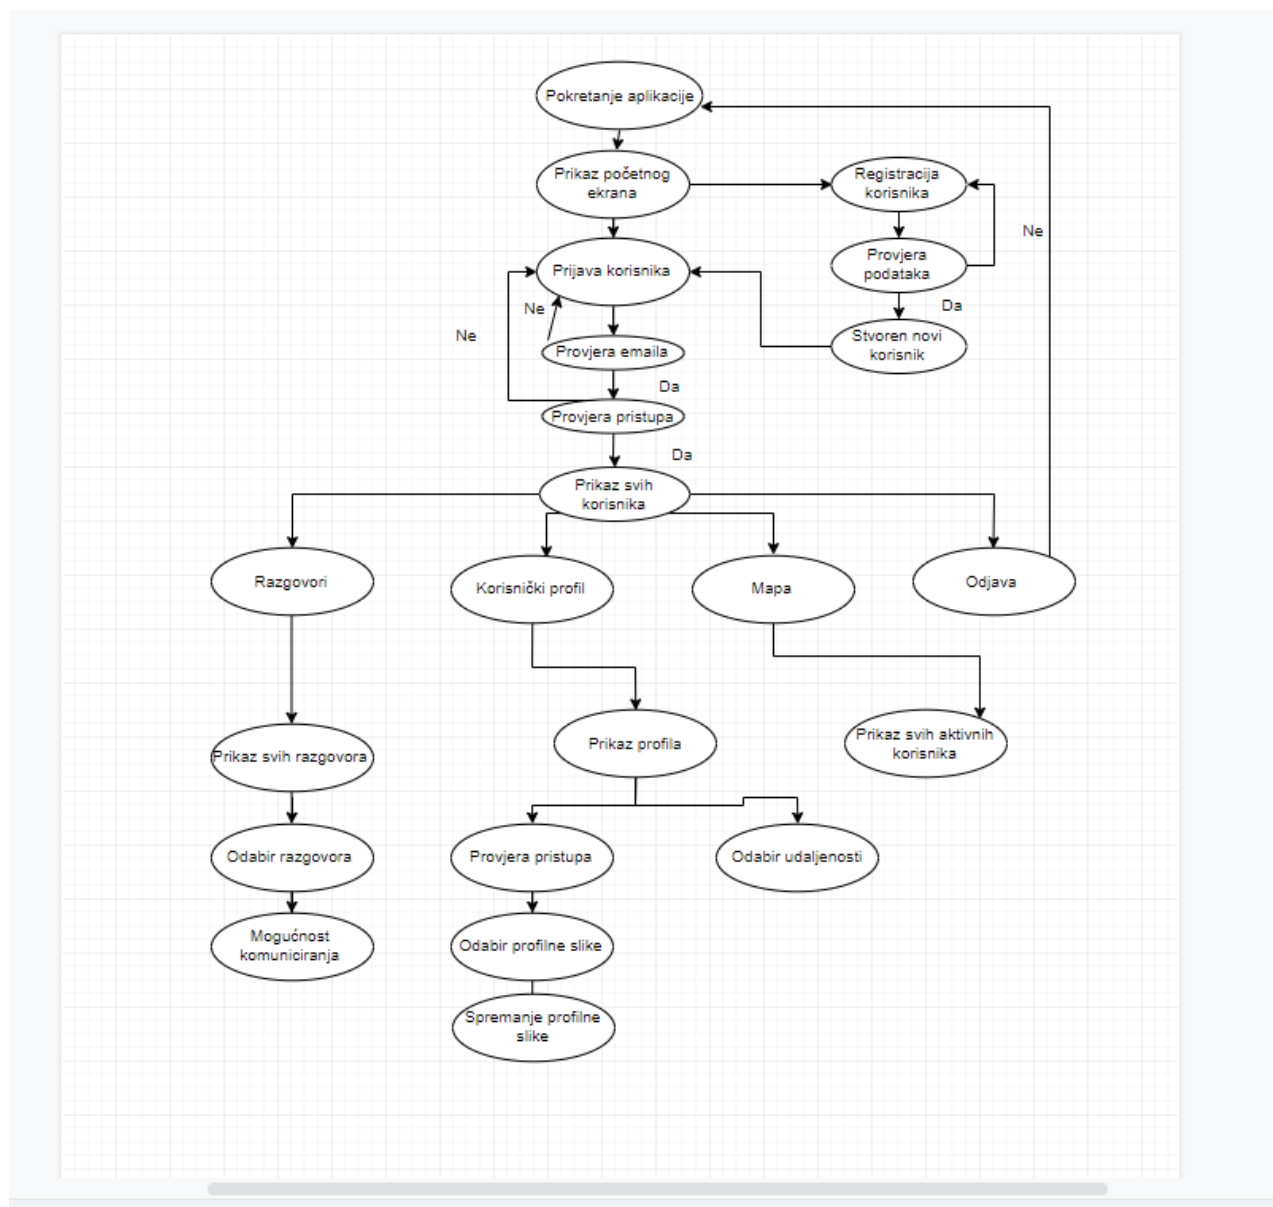 Pokretanje aplikacije
Prikaz početnog
ekrana
Registracija
korisnika
Ne
Prijava korisnika
Provjera
podataka
Ne
Da
Ne
Stvoren novi
korisnik
Provjera emaila
Da
Provjera pristupa
Da
Prikaz svih
korisnika
Razgovori
Korisnički profil
Mapa
Odjava
Prikaz svih razgovora
Prikaz profila
Prikaz svih aktivnih
korisnika
Odabir razgovora
Provjera pristupa
Odabir udaljenosti
Mogućnost
komuniciranja
Odabir profilne slike
Spremanje profilne
slike